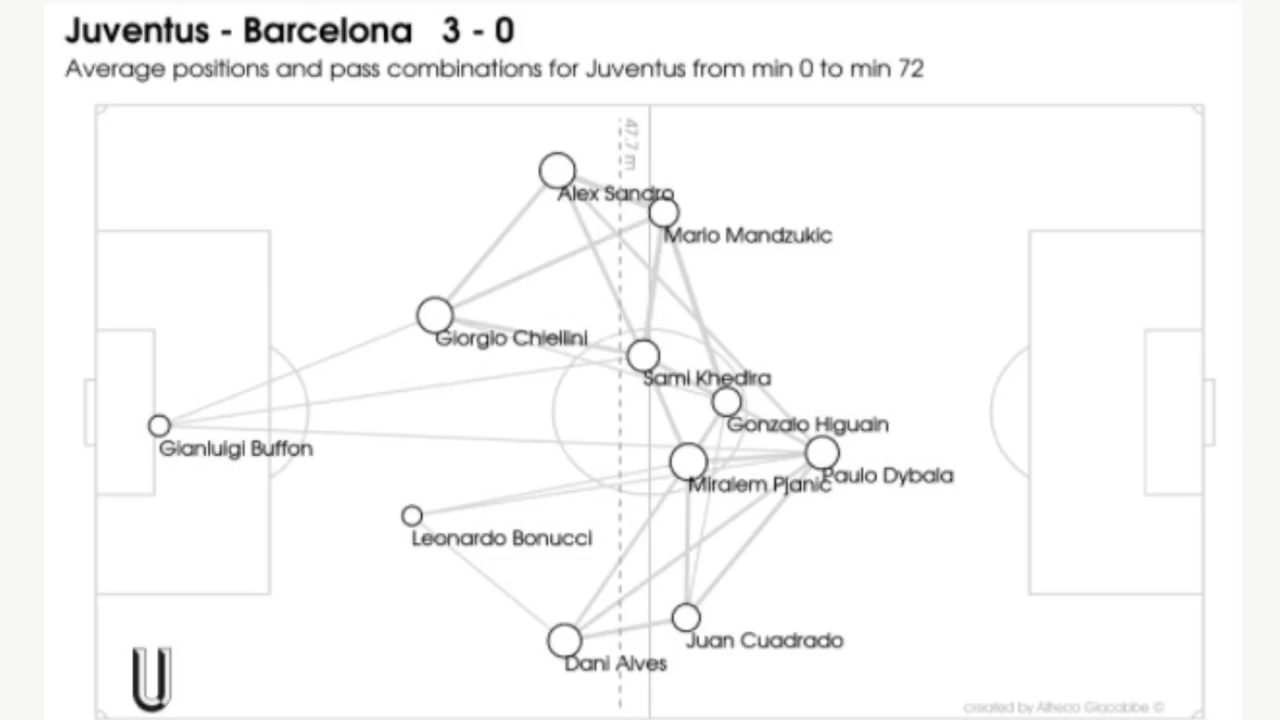 Juventus - Barcelona 3 - 0
Average positions and pass combinations for Juventus from min 0 to min 72
47.7 m
Alex Sandro
Mario Mandzukic
Giorgio Chiellini
Sami Khedira
Gonzalo Higuain
Gianluigi Buffon
Paulo Dybala
Miralem Pjanic
Leonardo Bonucci
Juan Cuadrado
Dani Alves
U
created by Alfredo Giacobbe ©